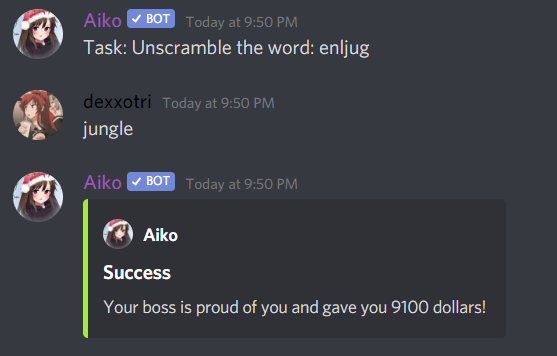 Aiko ✓ BOT Today at 9:50 PM
Task: Unscramble the word: enljug
dexxotri Today at 9:50 PM
jungle
Aiko ✓ BOT Today at 9:50 PM
Aiko
Success
Your boss is proud of you and gave you 9100 dollars!